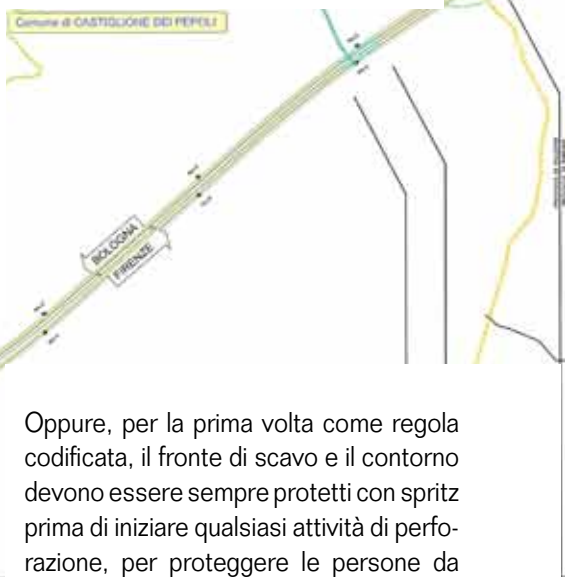 Comune di CASTIGLIONE DEI PEPOLI
BOLOGNA
FIRENZE
Oppure, per la prima volta come regola
codificata, il fronte di scavo e il contorno
devono essere sempre protetti con spritz
prima di iniziare qualsiasi attività di perfo-
razione, per proteggere le persone da